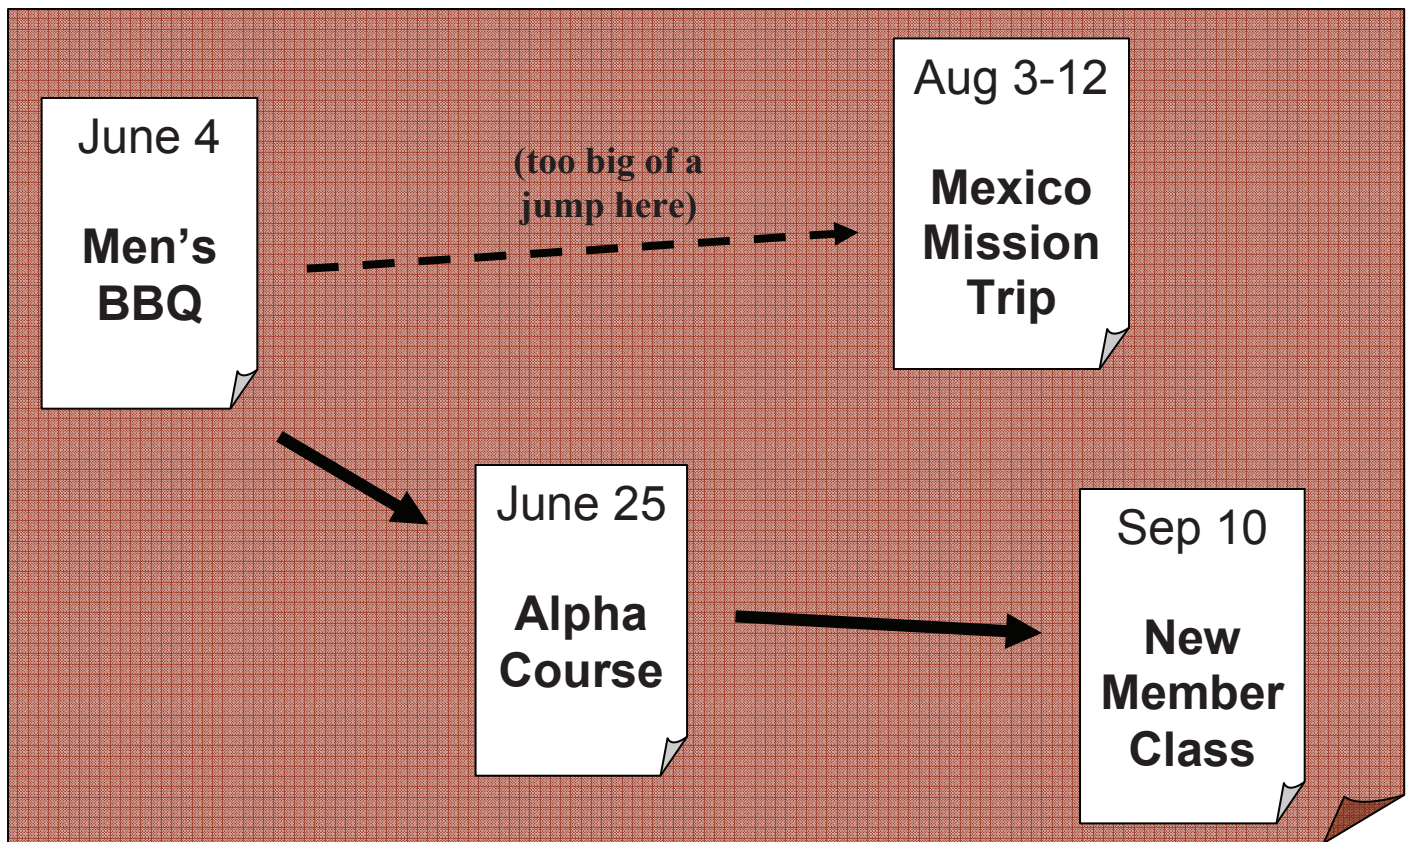 June 4
Men’s
BBQ
(too big of a
jump here)
Aug 3-12
Mexico
Mission
Trip
June 25
Alpha
Course
Sep 10
New
Member
Class